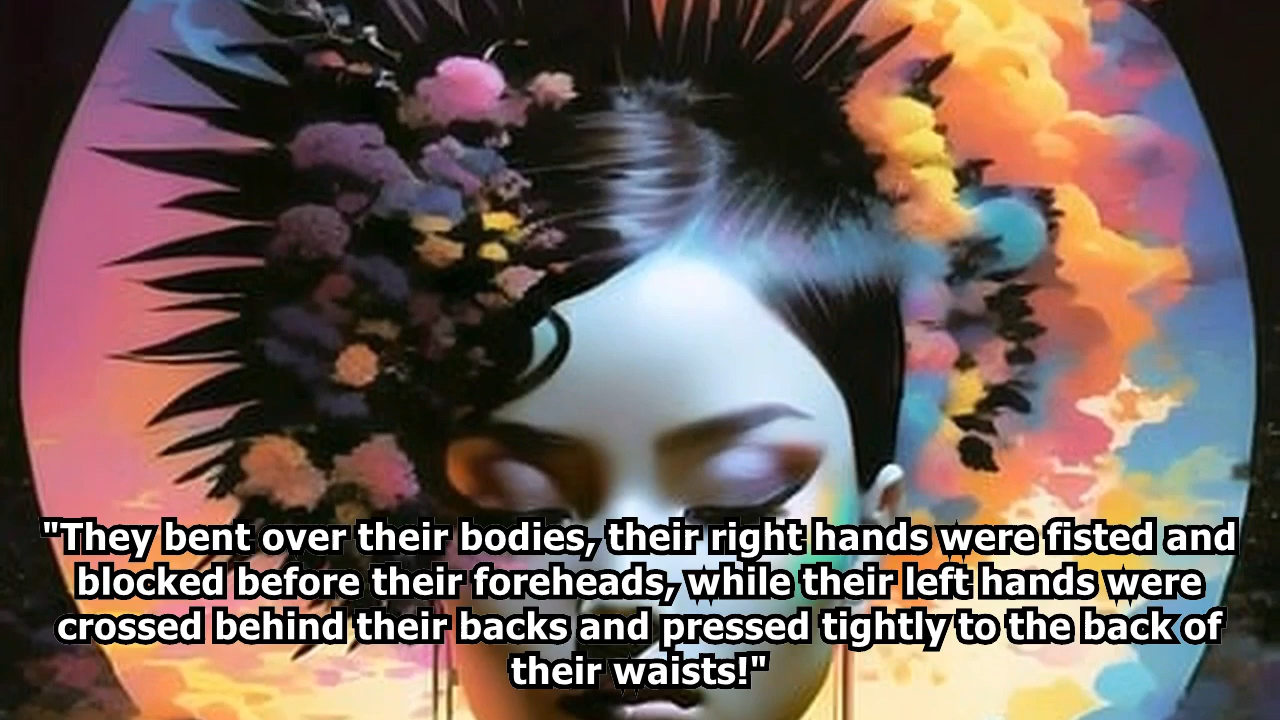 "They bent over their bodies, their right hands were fisted and
blocked before their foreheads, while their left hands were
crossed behind their backs and pressed tightly to the back of
their waists!"